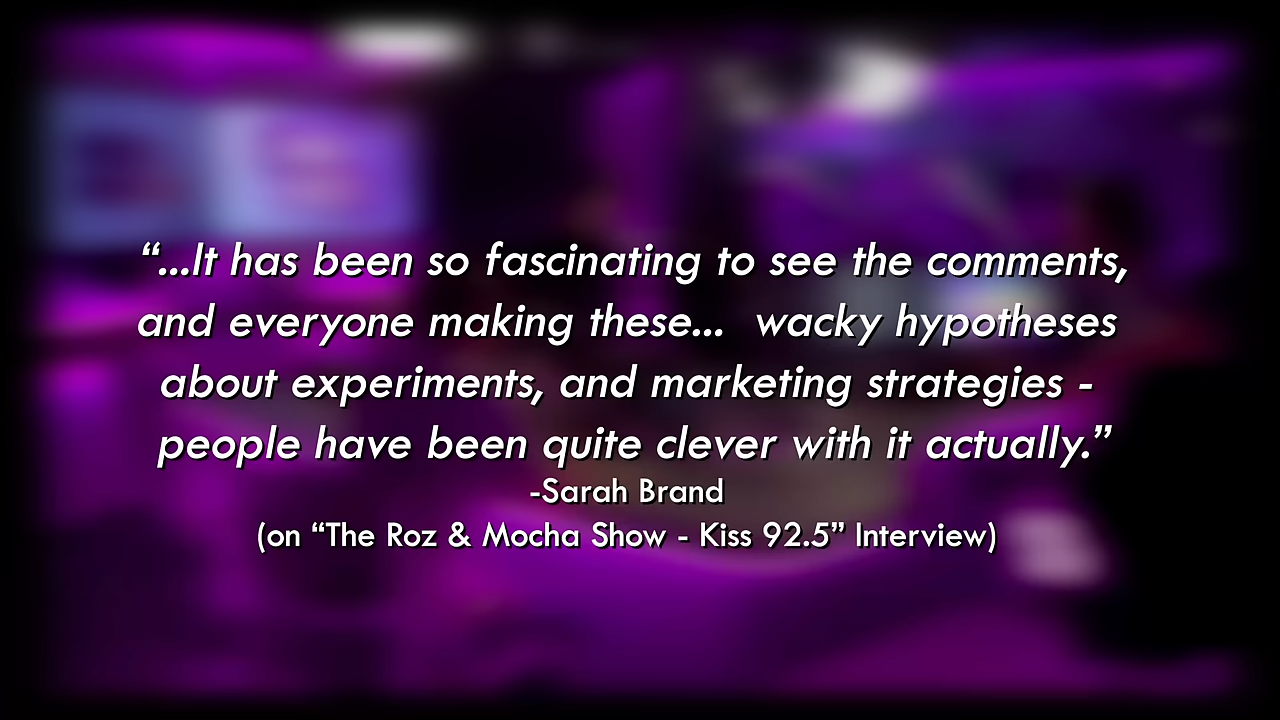 “...It has been so fascinating to see the comments,
and everyone making these...  wacky hypotheses
about experiments, and marketing strategies -
people have been quite clever with it actually.”
-Sarah Brand
(on “The Roz & Mocha Show - Kiss 92.5” Interview)